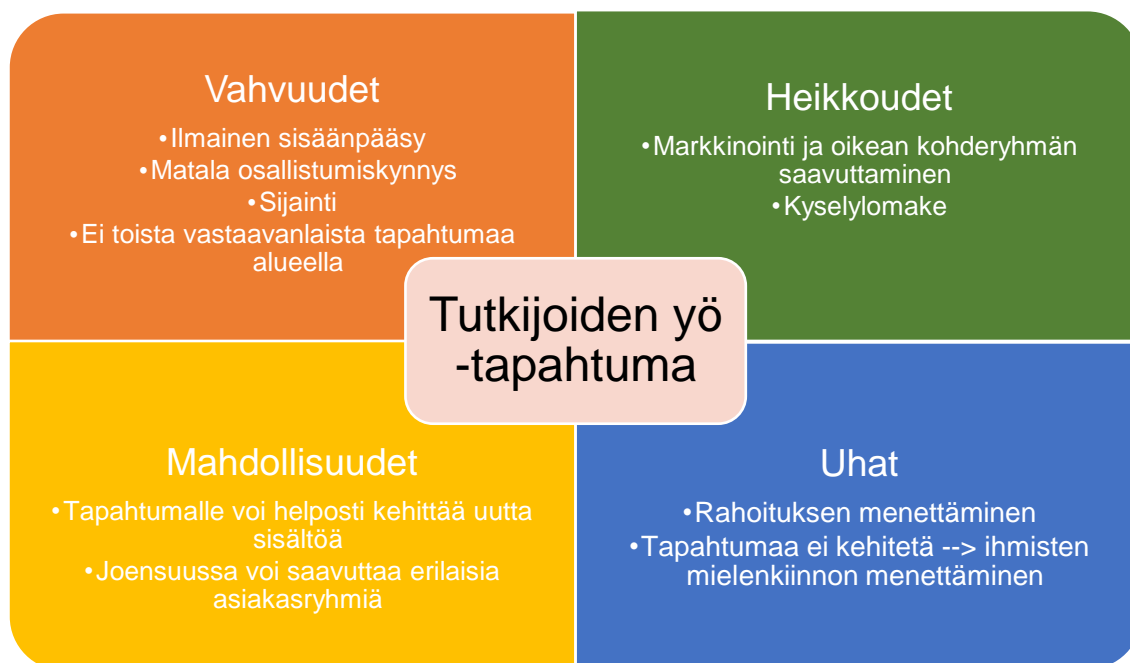 Vahvuudet
•Ilmainen sisäänpääsy
•Matala osallistumiskynnys
•Sijainti
•Ei toista vastaavanlaista tapahtumaa
alueella
Heikkoudet
•Markkinointi ja oikean kohderyhmän
saavuttaminen
•Kyselylomake
Tutkijoiden yö
-tapahtuma
Mahdollisuudet
•Tapahtumalle voi helposti kehittää uutta
sisältöä
•Joensuussa voi saavuttaa erilaisia
asiakasryhmiä
Uhat
•Rahoituksen menettäminen
•Tapahtumaa ei kehitetä --> ihmisten
mielenkiinnon menettäminen